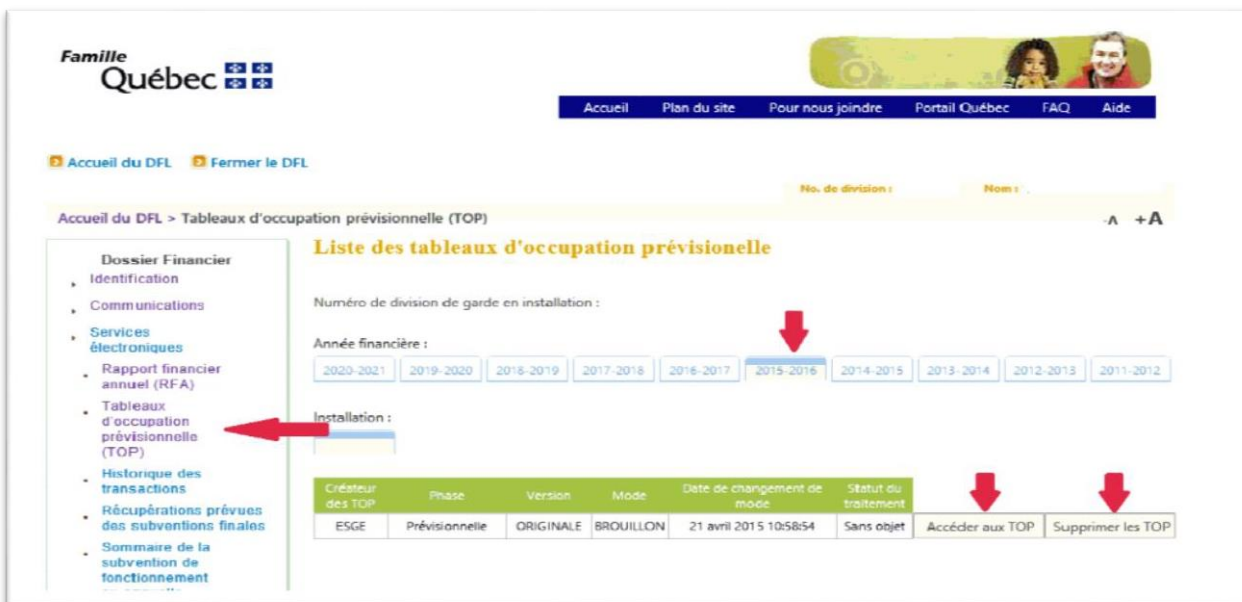 Famille
Québec
Accueil Plan du site Pour nous joindre Portail Québec FAQ Aide
Accueil du DFL Fermer le DFL
No. de division : Nom :
Accueil du DFL > Tableaux d'occupation prévisionnelle (TOP) -A +A
Dossier Financier
Identification
Communications
Services
électroniques
Rapport financier
annuel (RFA)
Tableaux
d'occupation
prévisionnelle
(TOP)
Historique des
transactions
Récupérations prévues
des subventions finales
Sommaire de la
subvention de
fonctionnement
Liste des tableaux d'occupation prévisionelle
Numéro de division de garde en installation :
Année financière :
2020-2021 2019-2020 2018-2019 2017-2018 2016-2017 2015-2016 2014-2015 2013-2014 2012-2013 2011-2012
Installation :
Créateur des TOP Phase Version Mode Date de changement de mode Statut du traitement
ESGE Prévisionnelle ORIGINALE BROUILLON 21 avril 2015 10:58:54 Sans objet Accéder aux TOP Supprimer les TOP